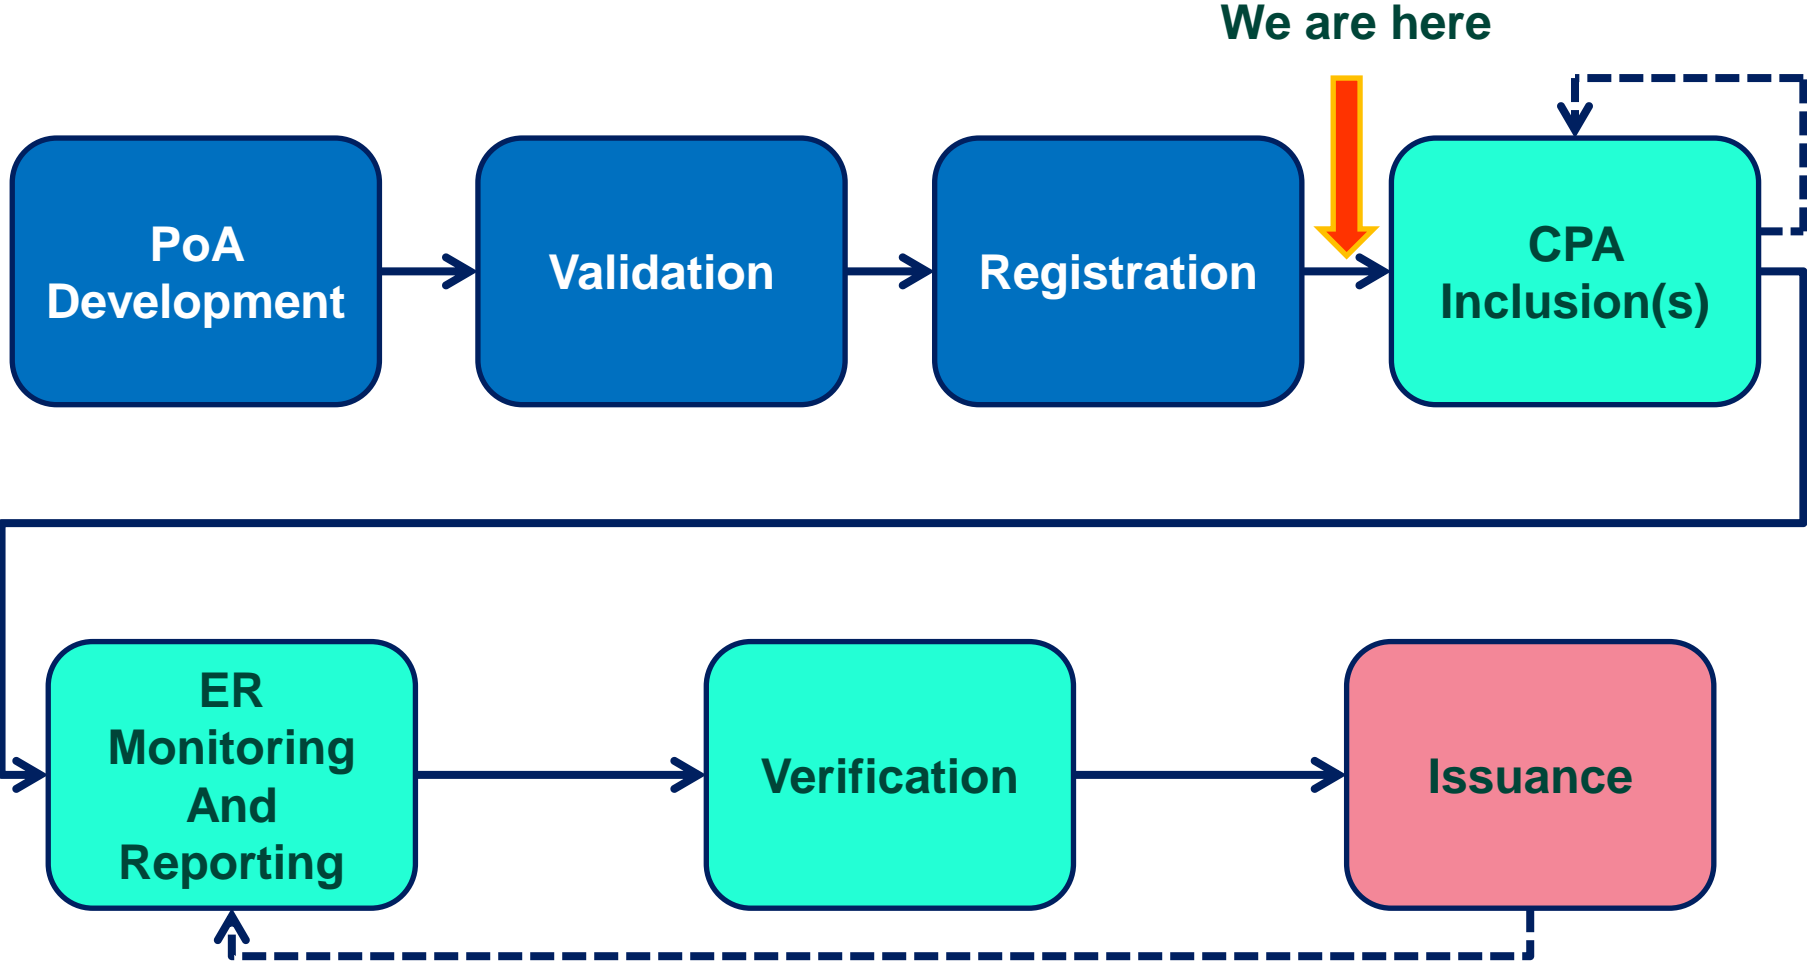 We are here
PoA
Development
Validation
Registration
CPA
Inclusion(s)
ER
Monitoring
And
Reporting
Verification
Issuance